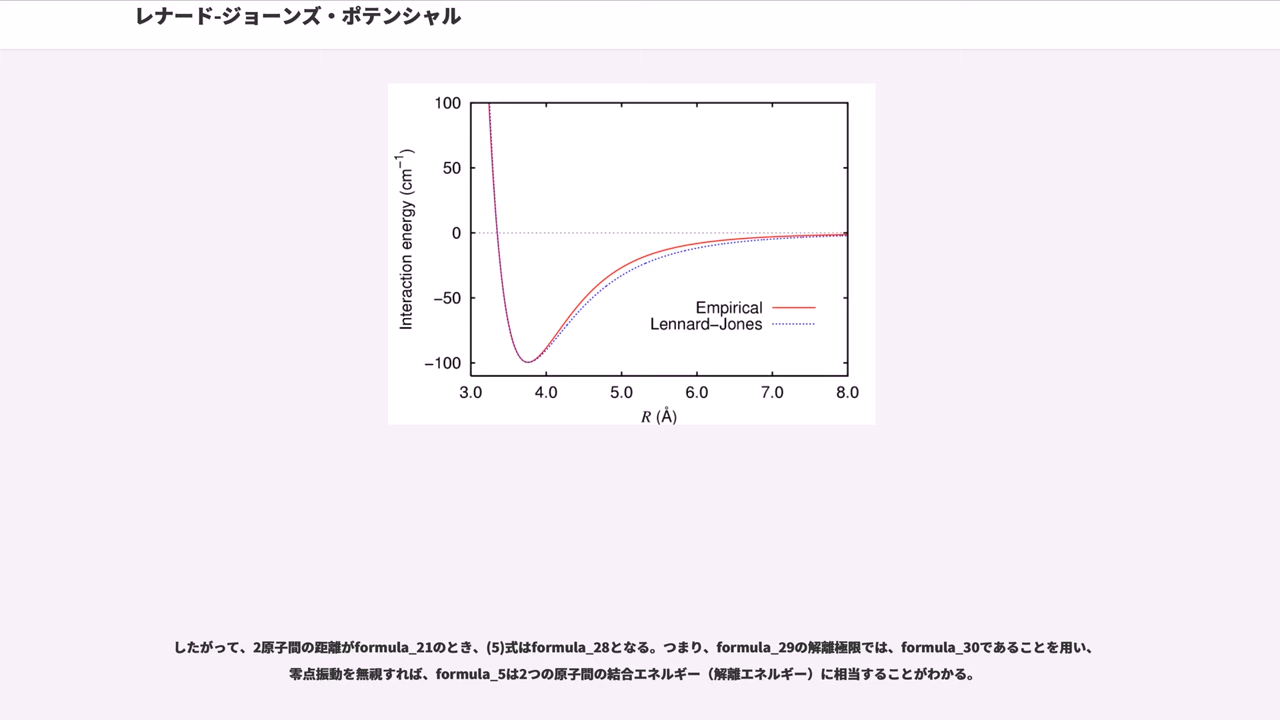 レナード-ジョーンズ・ポテンシャル
100
50
0
−50
−100
Interaction energy (cm−1)
Empirical
Lennard−Jones
3.0 4.0 5.0 6.0 7.0 8.0
R (Å)
したがって、2原子間の距離がformula_21のとき、(5)式はformula_28となる。つまり、formula_29の解離極限では、formula_30であることを用い、
零点振動を無視すれば、formula_5は2つの原子間の結合エネルギー（解離エネルギー）に相当することがわかる。